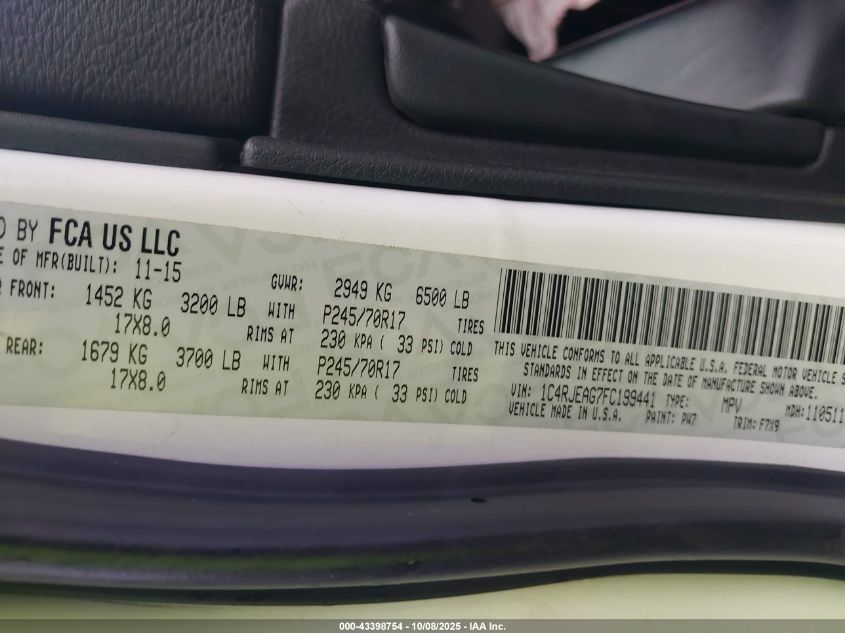 D BY FCA US LLC
E OF MFR(BUILT): 11-15
GVWR: 2949 KG 6500 LB
FRONT: 1452 KG 3200 LB WITH P245/70R17 TIRES
17X8.0 RIMS AT 230 KPA ( 33 PSI) COLD
REAR: 1679 KG 3700 LB WITH P245/70R17 TIRES
17X8.0 RIMS AT 230 KPA ( 33 PSI) COLD
THIS VEHICLE CONFORMS TO ALL APPLICABLE U.S.A. FEDERAL MOTOR VEHICLE S
STANDARDS IN EFFECT ON THE DATE OF MANUFACTURE SHOWN ABOVE.
VIN: 1C4RJEAG7FC199441 TYPE: MPV MDH: 110511
VEHICLE MADE IN U.S.A. PAINT: PW7 TRIM: F7X9
000-43398754 - 10/08/2025 - IAA Inc.